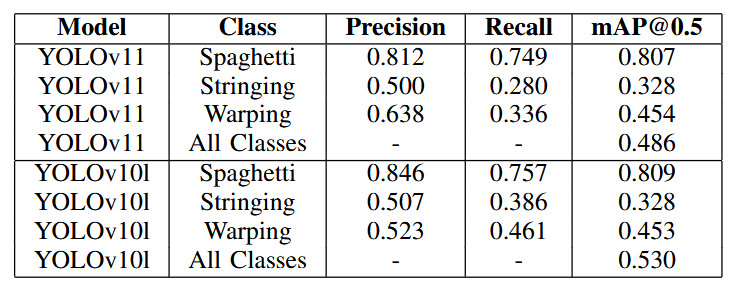 Model Class Precision Recall mAP@0.5
YOLOv11 Spaghetti 0.812 0.749 0.807
YOLOv11 Stringing 0.500 0.280 0.328
YOLOv11 Warping 0.638 0.336 0.454
YOLOv11 All Classes - - 0.486
YOLOv10l Spaghetti 0.846 0.757 0.809
YOLOv10l Stringing 0.507 0.386 0.328
YOLOv10l Warping 0.523 0.461 0.453
YOLOv10l All Classes - - 0.530